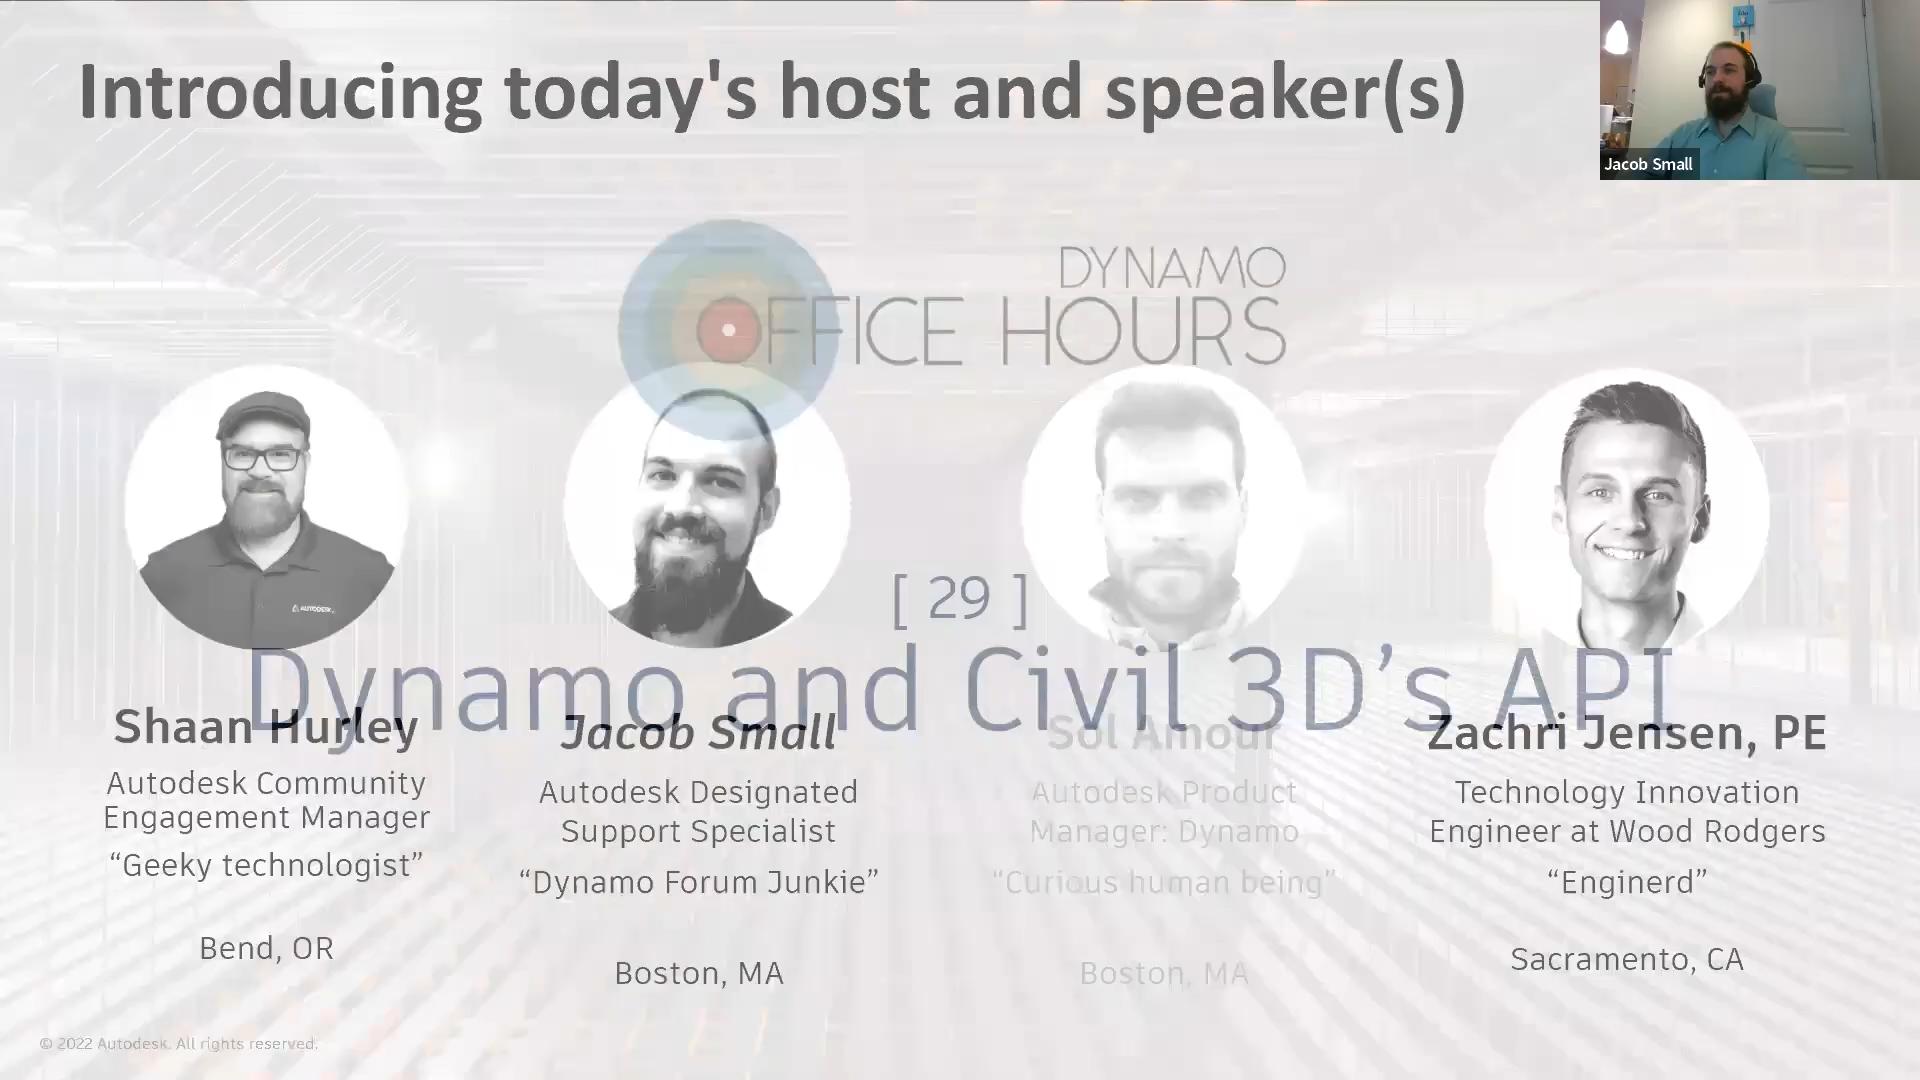 Introducing today's host and speaker(s)
Jacob Small
DYNAMO
OFFICE HOURS
AUTODESK
[ 29 ]
Dynamo and Civil 3D’s API
Shaan Hurley
Autodesk Community
Engagement Manager
“Geeky technologist”
Bend, OR
Jacob Small
Autodesk Designated
Support Specialist
“Dynamo Forum Junkie”
Boston, MA
Sol Amour
Autodesk Product
Manager: Dynamo
“Curious human being”
Boston, MA
Zachri Jensen, PE
Technology Innovation
Engineer at Wood Rodgers
“Enginerd”
Sacramento, CA
© 2022 Autodesk. All rights reserved.